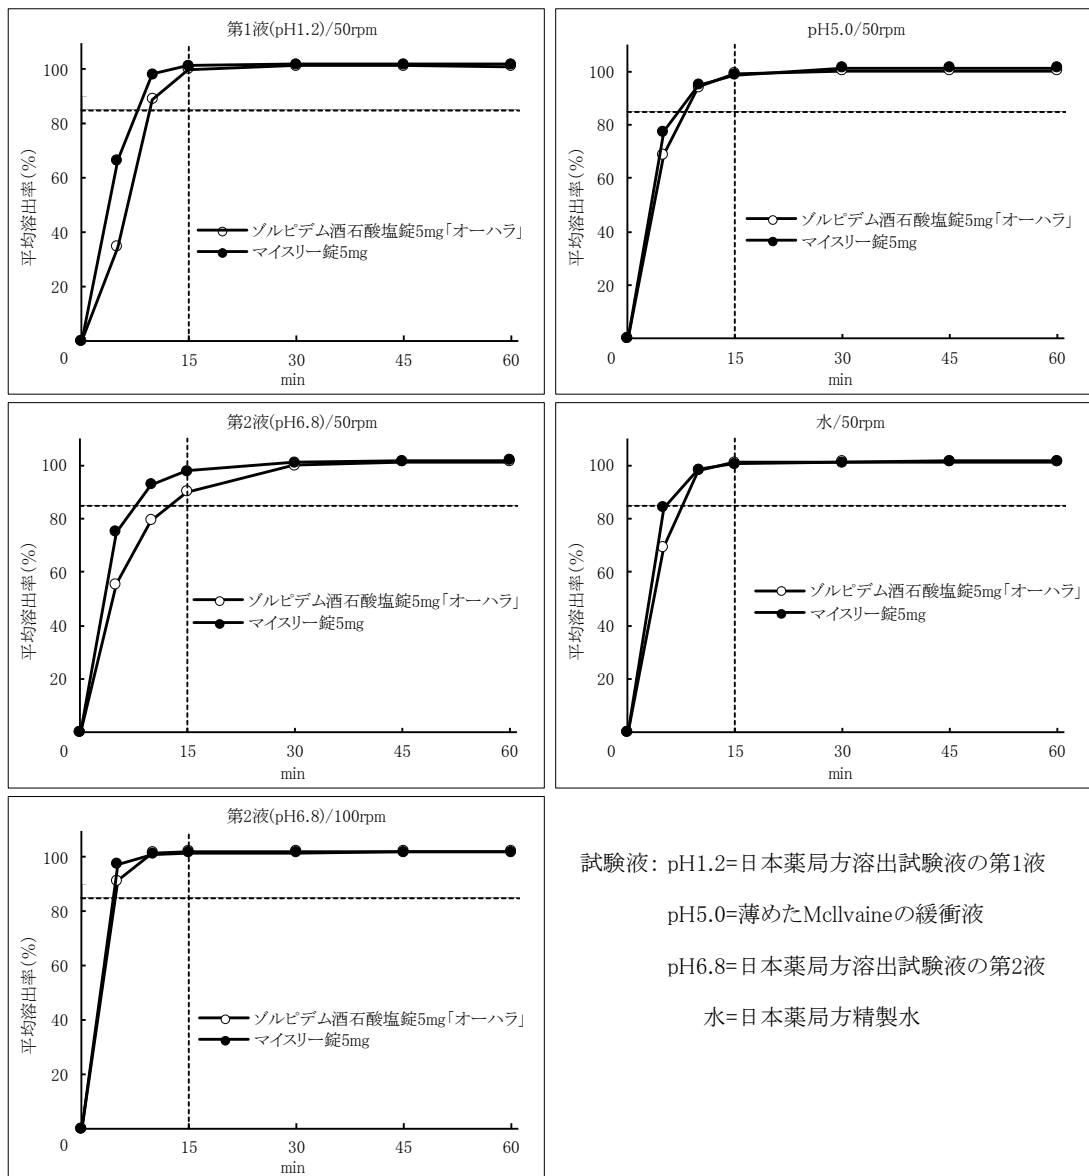 第1液(pH1.2)/50rpm
平均溶出率(%)
100
80
60
40
20
0
15
30
45
60
min
ゾルピデム酒石酸塩錠5mg「オーハラ」
マイスリー錠5mg
pH5.0/50rpm
平均溶出率(%)
100
80
60
40
20
0
15
30
45
60
min
ゾルピデム酒石酸塩錠5mg「オーハラ」
マイスリー錠5mg
第2液(pH6.8)/50rpm
平均溶出率(%)
100
80
60
40
20
0
15
30
45
60
min
ゾルピデム酒石酸塩錠5mg「オーハラ」
マイスリー錠5mg
水/50rpm
平均溶出率(%)
100
80
60
40
20
0
15
30
45
60
min
ゾルピデム酒石酸塩錠5mg「オーハラ」
マイスリー錠5mg
第2液(pH6.8)/100rpm
平均溶出率(%)
100
80
60
40
20
0
15
30
45
60
min
ゾルピデム酒石酸塩錠5mg「オーハラ」
マイスリー錠5mg
試験液: pH1.2=日本薬局方溶出試験液の第1液
pH5.0=薄めたMcllvaineの緩衝液
pH6.8=日本薬局方溶出試験液の第2液
水=日本薬局方精製水